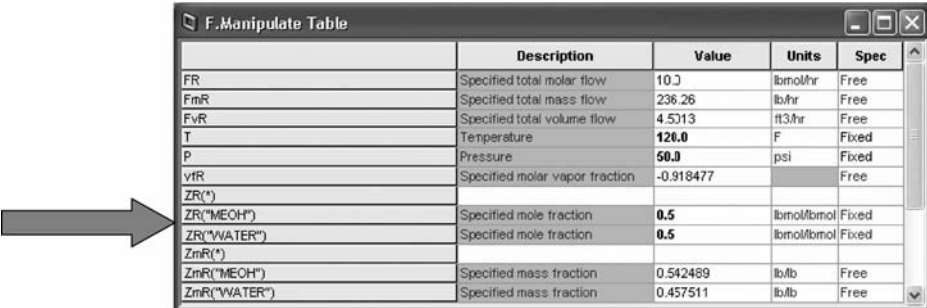 F.Manipulate Table
Description Value Units Spec
FR Specified total molar flow 10.0 lbmol/hr Free
FmR Specified total mass flow 236.26 lb/hr Free
FvR Specified total volume flow 4.5013 ft3/hr Free
T Temperature 120.0 F Fixed
P Pressure 50.0 psi Fixed
vfR Specified molar vapor fraction -0.918477 Free
ZR(*)
ZR("MEOH") Specified mole fraction 0.5 lbmol/lbmol Fixed
ZR("WATER") Specified mole fraction 0.5 lbmol/lbmol Fixed
ZmR(*)
ZmR("MEOH") Specified mass fraction 0.542489 lb/lb Free
ZmR("WATER") Specified mass fraction 0.457511 lb/lb Free